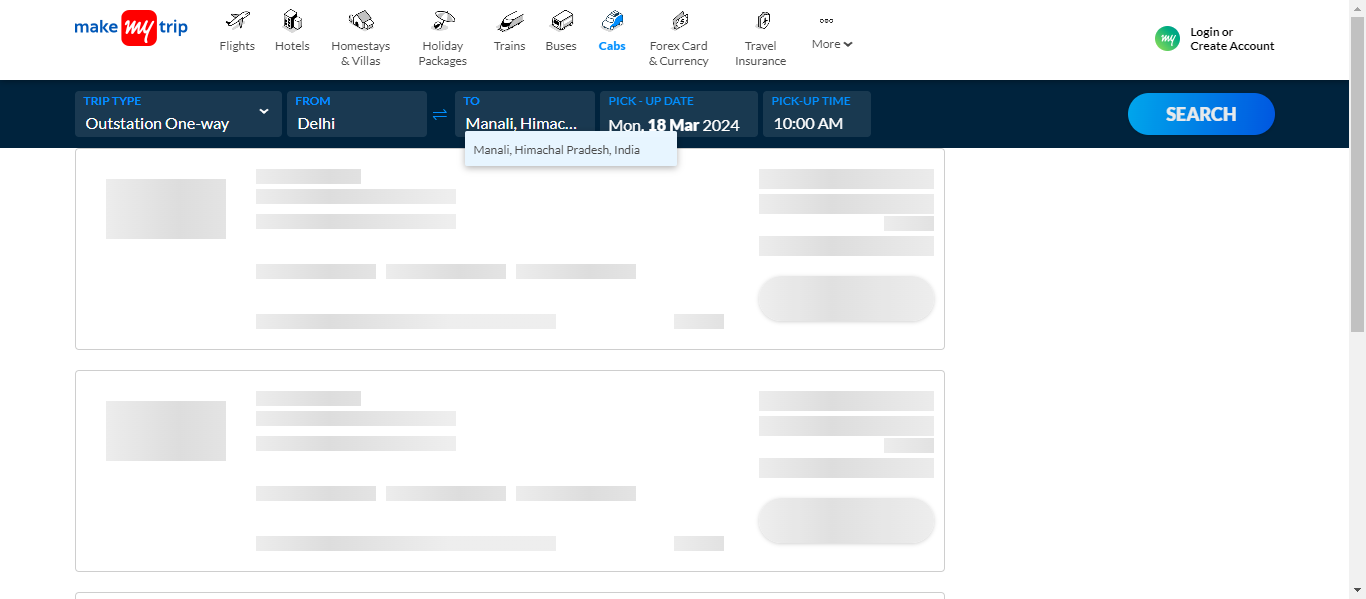 make my trip
Flights
Hotels
Homestays
& Villas
Holiday
Packages
Trains
Buses
Cabs
Forex Card
& Currency
Travel
Insurance
More
my
Login or
Create Account
TRIP TYPE
Outstation One-way
FROM
Delhi
TO
Manali, Himac...
PICK - UP DATE
Mon, 18 Mar 2024
PICK-UP TIME
10:00 AM
SEARCH
Manali, Himachal Pradesh, India